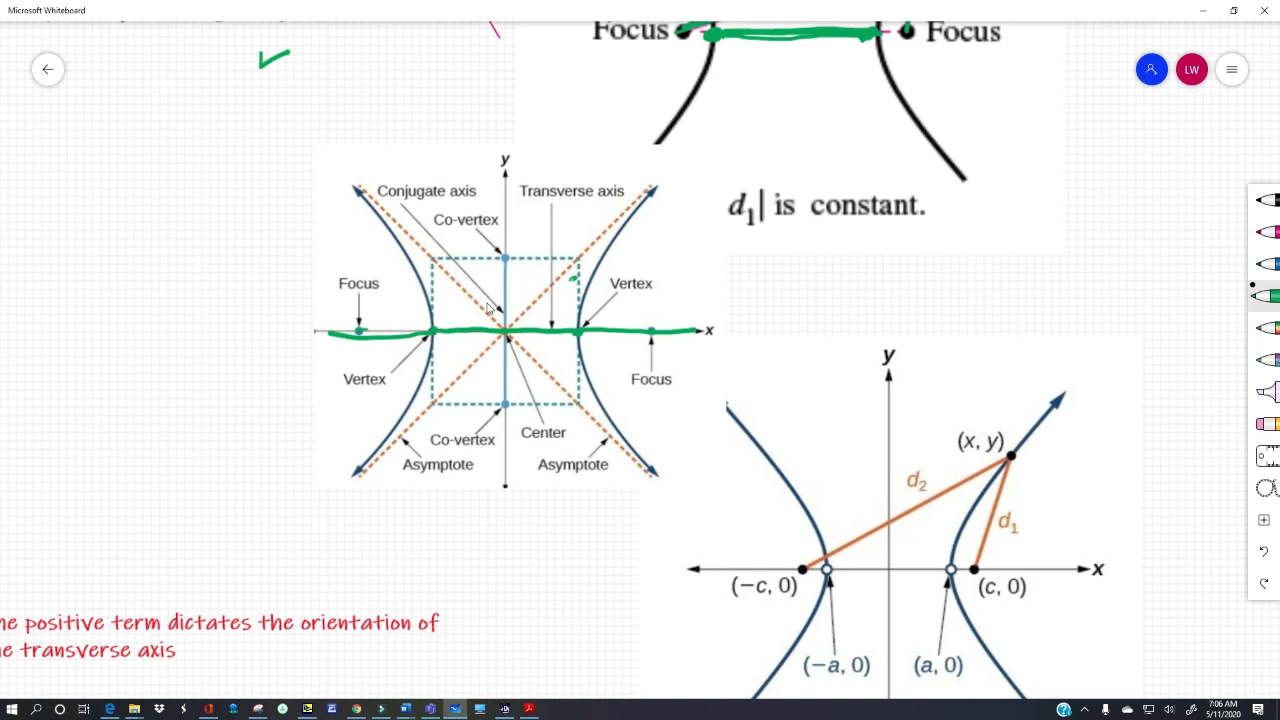 Microsoft Whiteboard
Focus
Focus
LW
d₁| is constant.
y
Conjugate axis
Transverse axis
Co-vertex
Focus
Vertex
x
Vertex
Focus
Co-vertex
Center
Asymptote
Asymptote
y
(x, y)
d₂
d₁
x
(−c, 0)
(c, 0)
(−a, 0)
(a, 0)
he positive term dictates the orientation of
he transverse axis
7:06 AM
5/11/2020